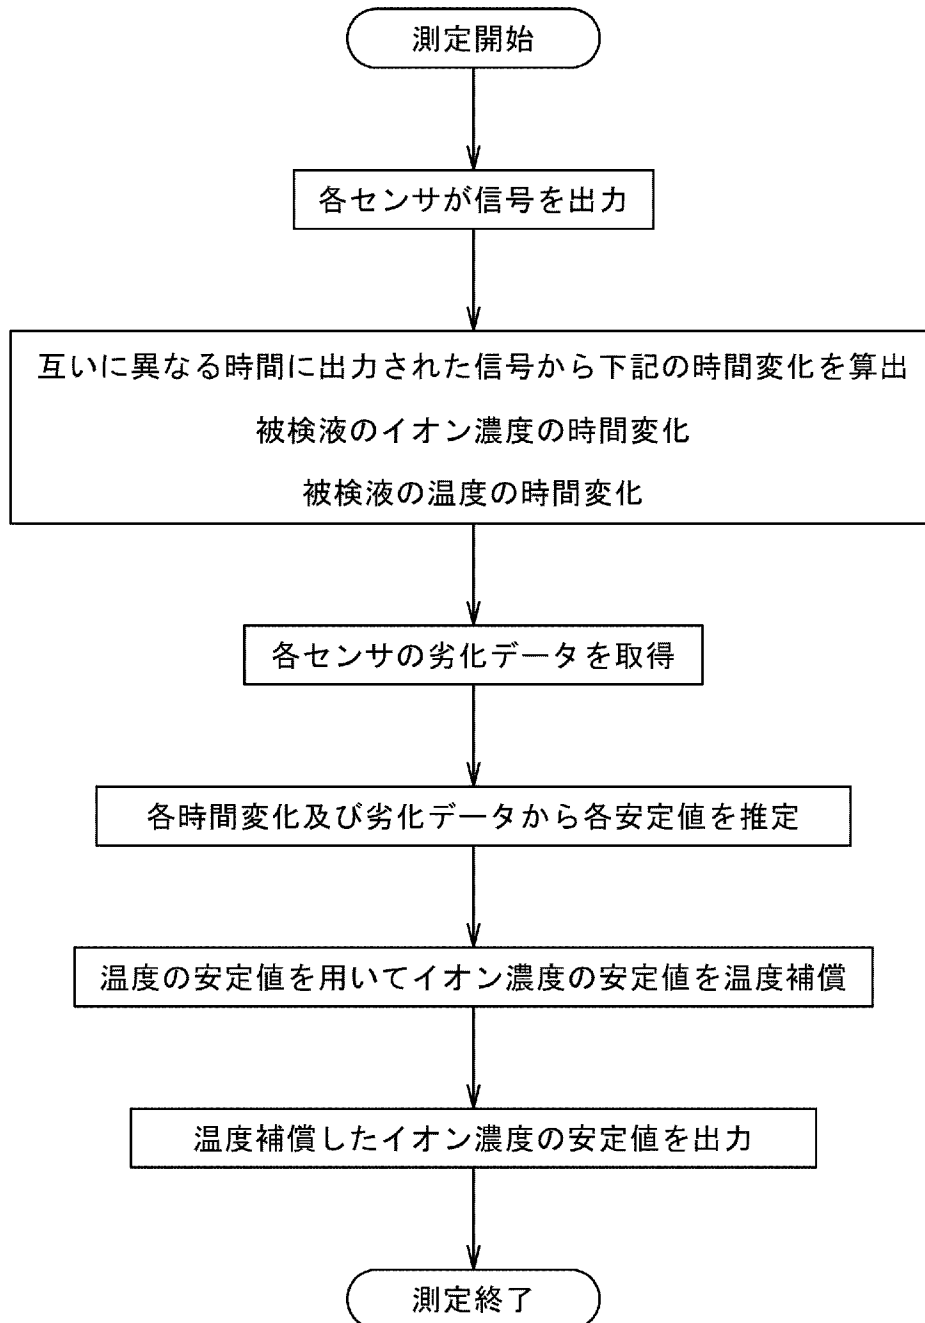 測定開始
各センサが信号を出力
互いに異なる時間に出力された信号から下記の時間変化を算出
被検液のイオン濃度の時間変化
被検液の温度の時間変化
各センサの劣化データを取得
各時間変化及び劣化データから各安定値を推定
温度の安定値を用いてイオン濃度の安定値を温度補償
温度補償したイオン濃度の安定値を出力
測定終了